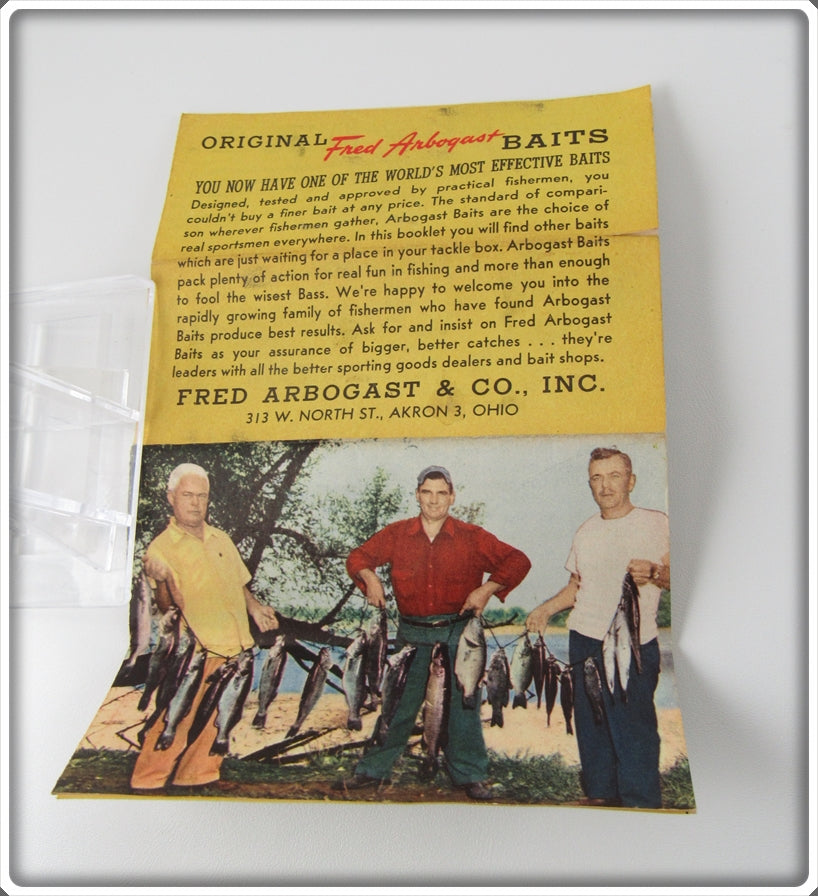 ORIGINAL Fred Arbogast BAITS
YOU NOW HAVE ONE OF THE WORLD'S MOST EFFECTIVE BAITS
Designed, tested and approved by practical fishermen, you
couldn't buy a finer bait at any price. The standard of compari-
son wherever fishermen gather, Arbogast Baits are the choice of
real sportsmen everywhere. In this booklet you will find other baits
which are just waiting for a place in your tackle box. Arbogast Baits
pack plenty of action for real fun in fishing and more than enough
to fool the wisest Bass. We're happy to welcome you into the
rapidly growing family of fishermen who have found Arbogast
Baits produce best results. Ask for and insist on Fred Arbogast
Baits as your assurance of bigger, better catches . . . they're
leaders with all the better sporting goods dealers and bait shops.
FRED ARBOGAST & CO., INC.
313 W. NORTH ST., AKRON 3, OHIO